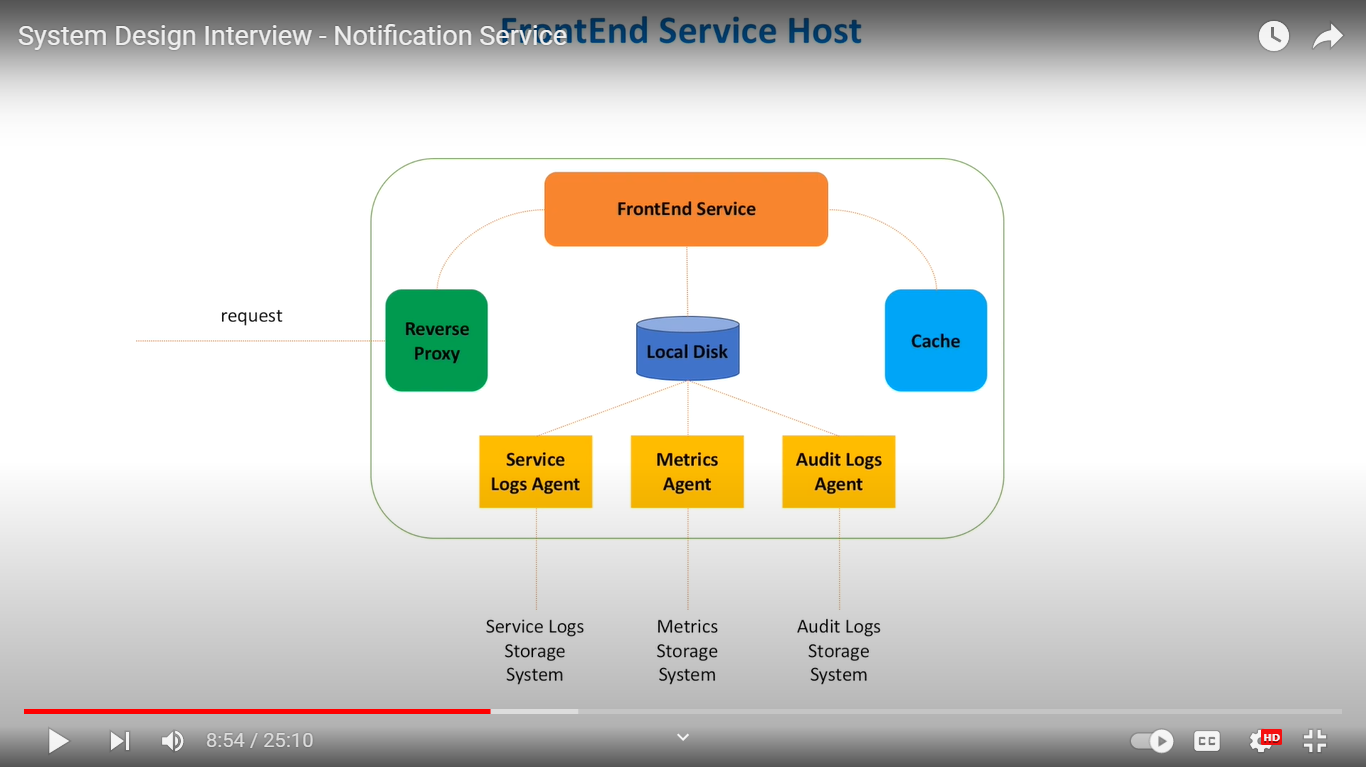 System Design Interview - Notification Service
FrontEnd Service Host
FrontEnd Service
request
Reverse
Proxy
Local Disk
Cache
Service
Logs Agent
Metrics
Agent
Audit Logs
Agent
Service Logs
Storage
System
Metrics
Storage
System
Audit Logs
Storage
System
8:54 / 25:10
CC
HD